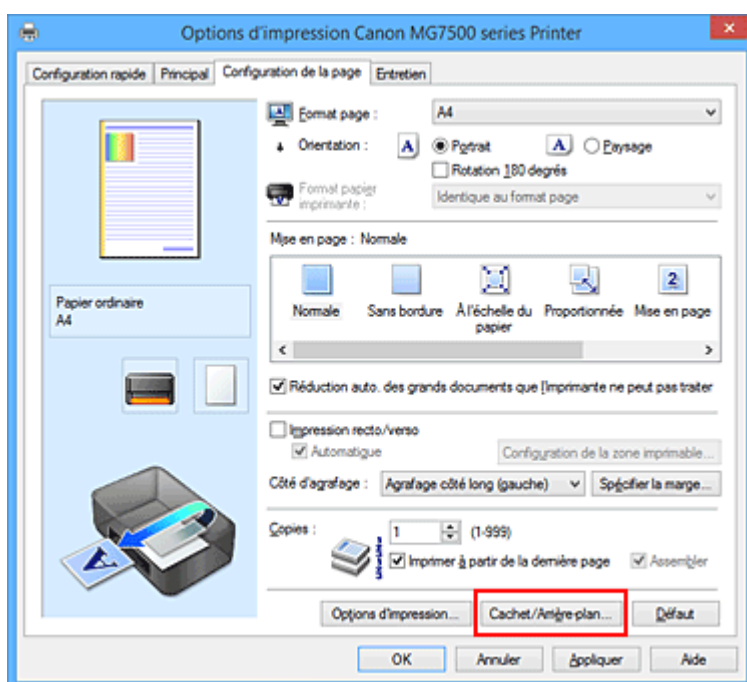 Options d'impression Canon MG7500 series Printer
Configuration rapide Principal Configuration de la page Entretien
Format page : A4
Orientation : A Portrait A Paysage
Rotation 180 degrés
Format papier
imprimante : Identique au format page
Mise en page : Normale
2
Normale Sans bordure À l'échelle du papier Proportionnée Mise en page
Papier ordinaire
A4
Réduction auto. des grands documents que l'imprimante ne peut pas traiter
Impression recto/verso
Automatique Configuration de la zone imprimable...
Côté d'agrafage : Agrafage côté long (gauche) Spécifier la marge...
Copies : 1 (1-999)
Imprimer à partir de la dernière page Assembler
Options d'impression... Cachet/Arrière-plan... Défaut
OK Annuler Appliquer Aide